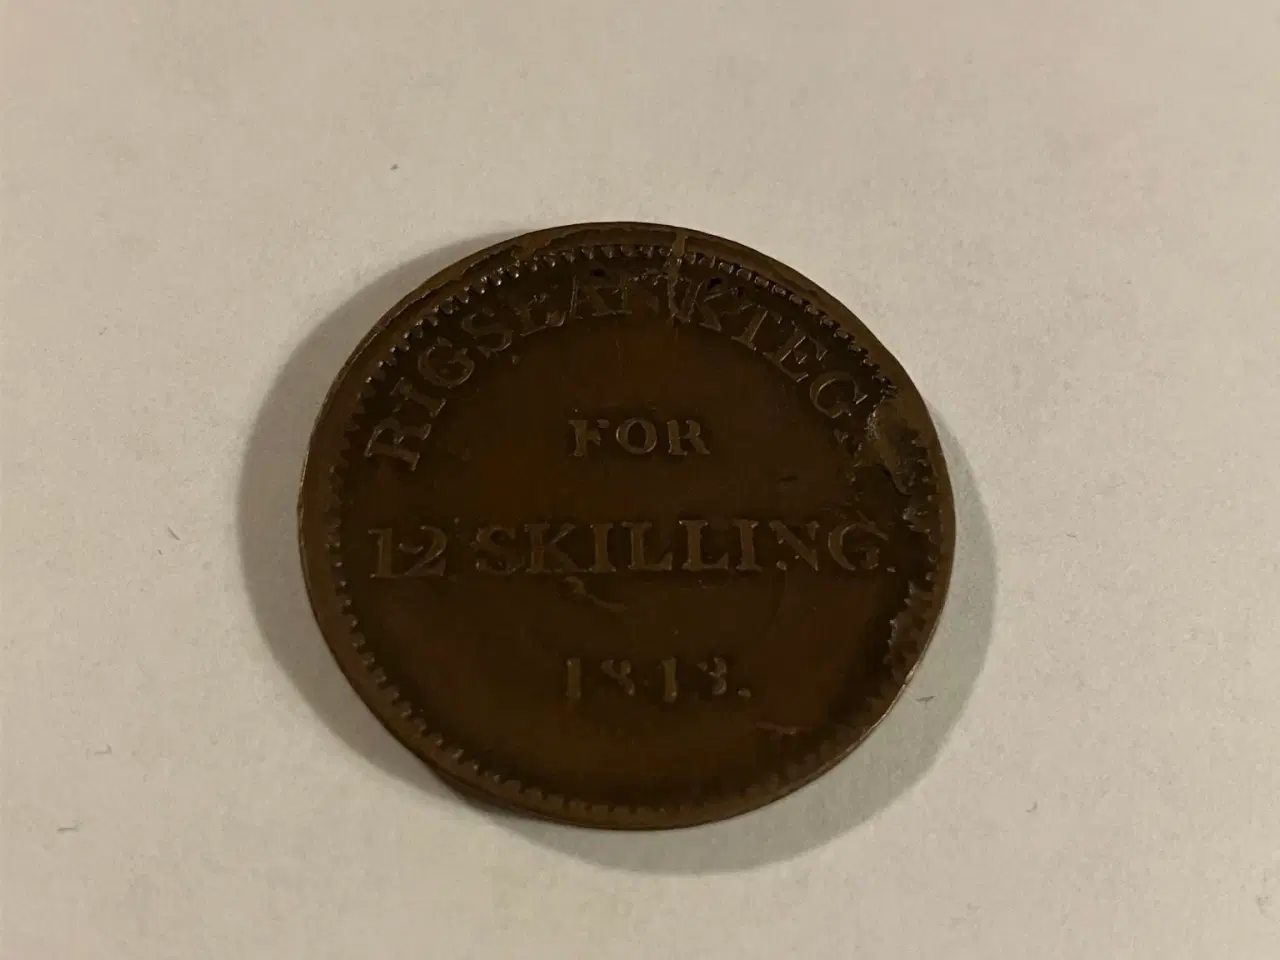 RIGSBANKTEGN
FOR
12 SKILLING.
1813.